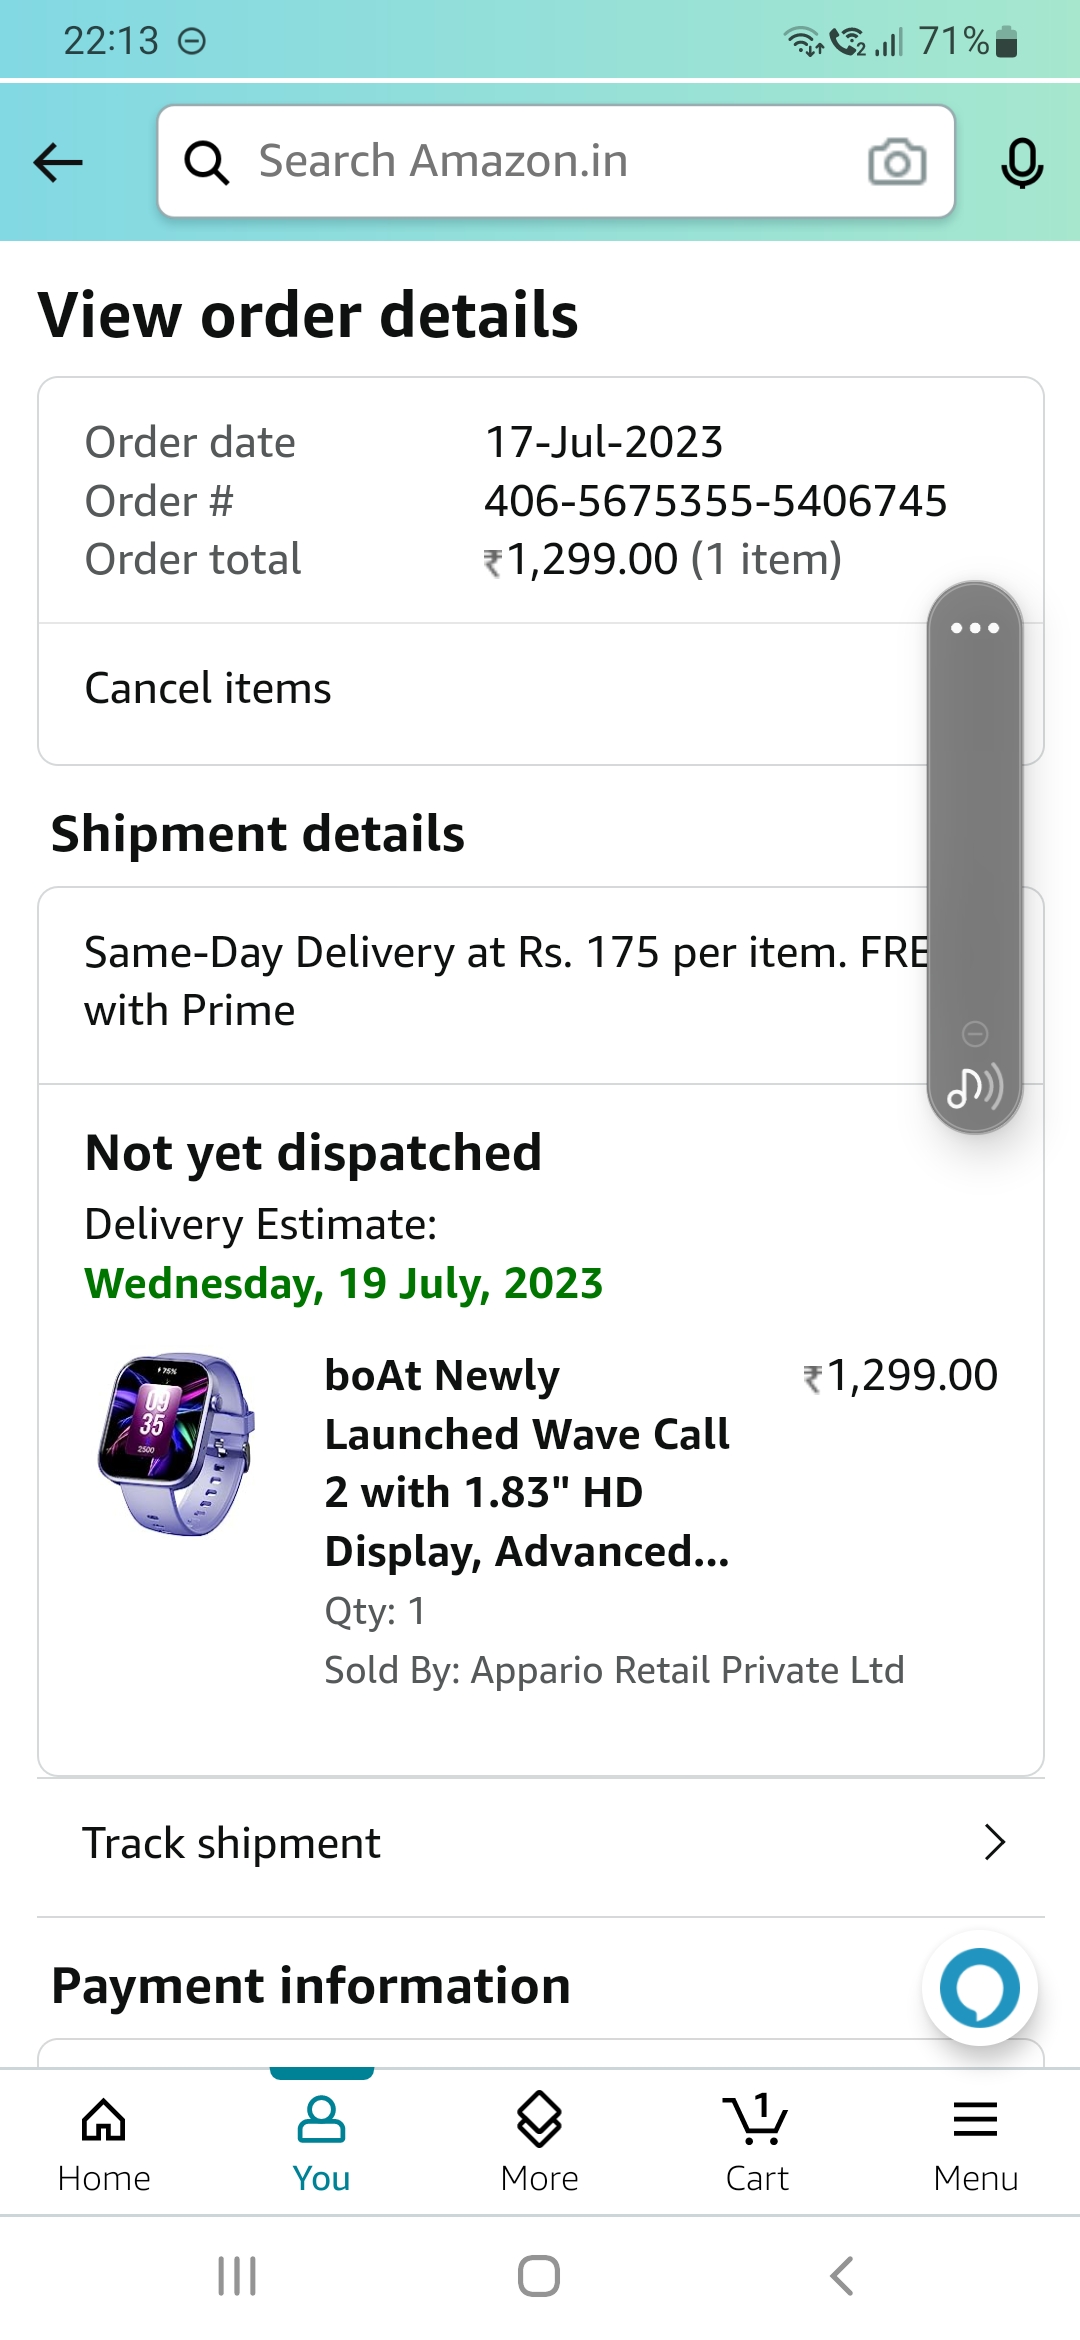 22:13 71%
Search Amazon.in
View order details
Order date 17-Jul-2023
Order # 406-5675355-5406745
Order total ₹1,299.00 (1 item)
Cancel items
Shipment details
Same-Day Delivery at Rs. 175 per item. FRE
with Prime
Not yet dispatched
Delivery Estimate:
Wednesday, 19 July, 2023
boAt Newly ₹1,299.00
Launched Wave Call
2 with 1.83" HD
Display, Advanced...
Qty: 1
Sold By: Appario Retail Private Ltd
75%
09
35
2500
Track shipment
Payment information
1
Home You More Cart Menu